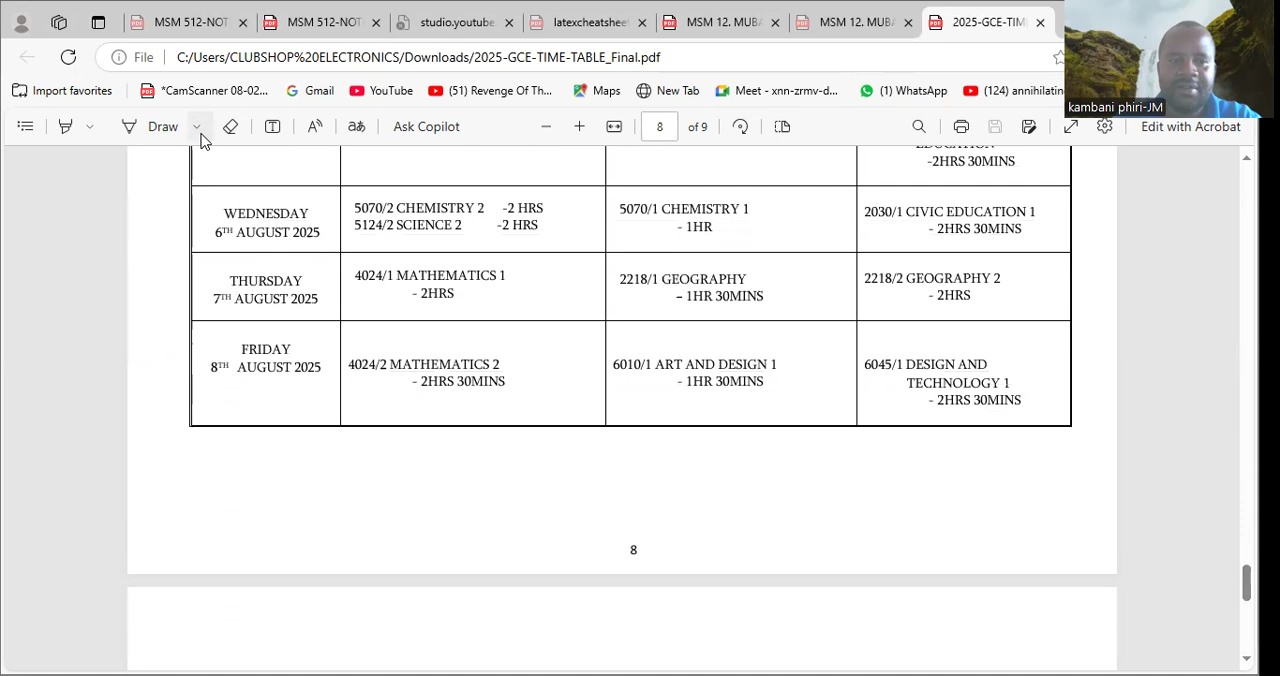 MSM 512-NOT
MSM 512-NOT
studio.youtube
latexcheatshee
MSM 12. MUBA
MSM 12. MUBA
2025-GCE-TIM
File
C:/Users/CLUBSHOP%20ELECTRONICS/Downloads/2025-GCE-TIME-TABLE_Final.pdf
Import favorites
*CamScanner 08-02...
Gmail
YouTube
(51) Revenge Of Th...
Maps
New Tab
Meet - xnn-zrmv-d...
(1) WhatsApp
(124) annihilatin
kambani phiri-JM
Draw
Ask Copilot
8
of 9
Edit with Acrobat
-2HRS 30MINS
WEDNESDAY
6TH AUGUST 2025
5070/2 CHEMISTRY 2 -2 HRS
5124/2 SCIENCE 2 -2 HRS
5070/1 CHEMISTRY 1
- 1HR
2030/1 CIVIC EDUCATION 1
- 2HRS 30MINS
THURSDAY
7TH AUGUST 2025
4024/1 MATHEMATICS 1
- 2HRS
2218/1 GEOGRAPHY
– 1HR 30MINS
2218/2 GEOGRAPHY 2
- 2HRS
FRIDAY
8TH AUGUST 2025
4024/2 MATHEMATICS 2
- 2HRS 30MINS
6010/1 ART AND DESIGN 1
- 1HR 30MINS
6045/1 DESIGN AND
TECHNOLOGY 1
- 2HRS 30MINS
8